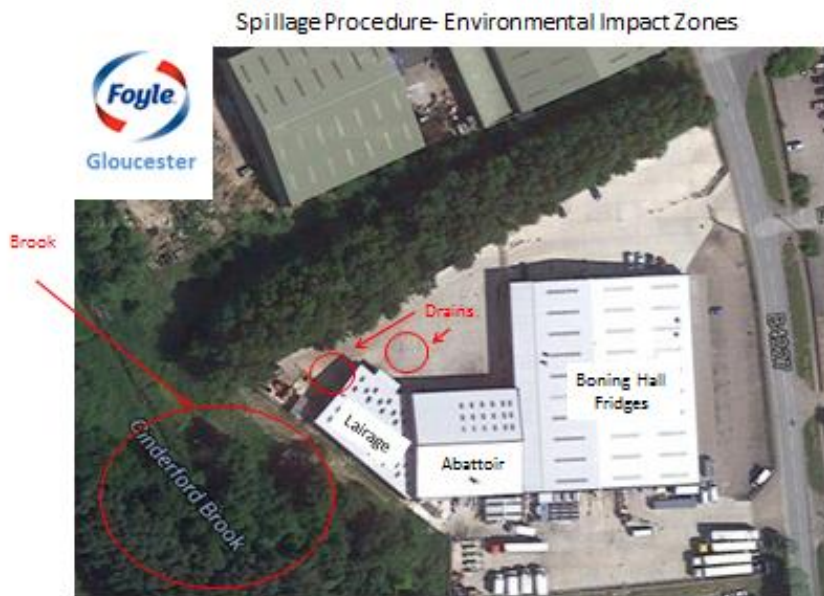 Spillage Procedure- Environmental Impact Zones
Foyle
Gloucester
Brook
Drains
Boning Hall
Fridges
Lairage
Abattoir
Cinderford Brook